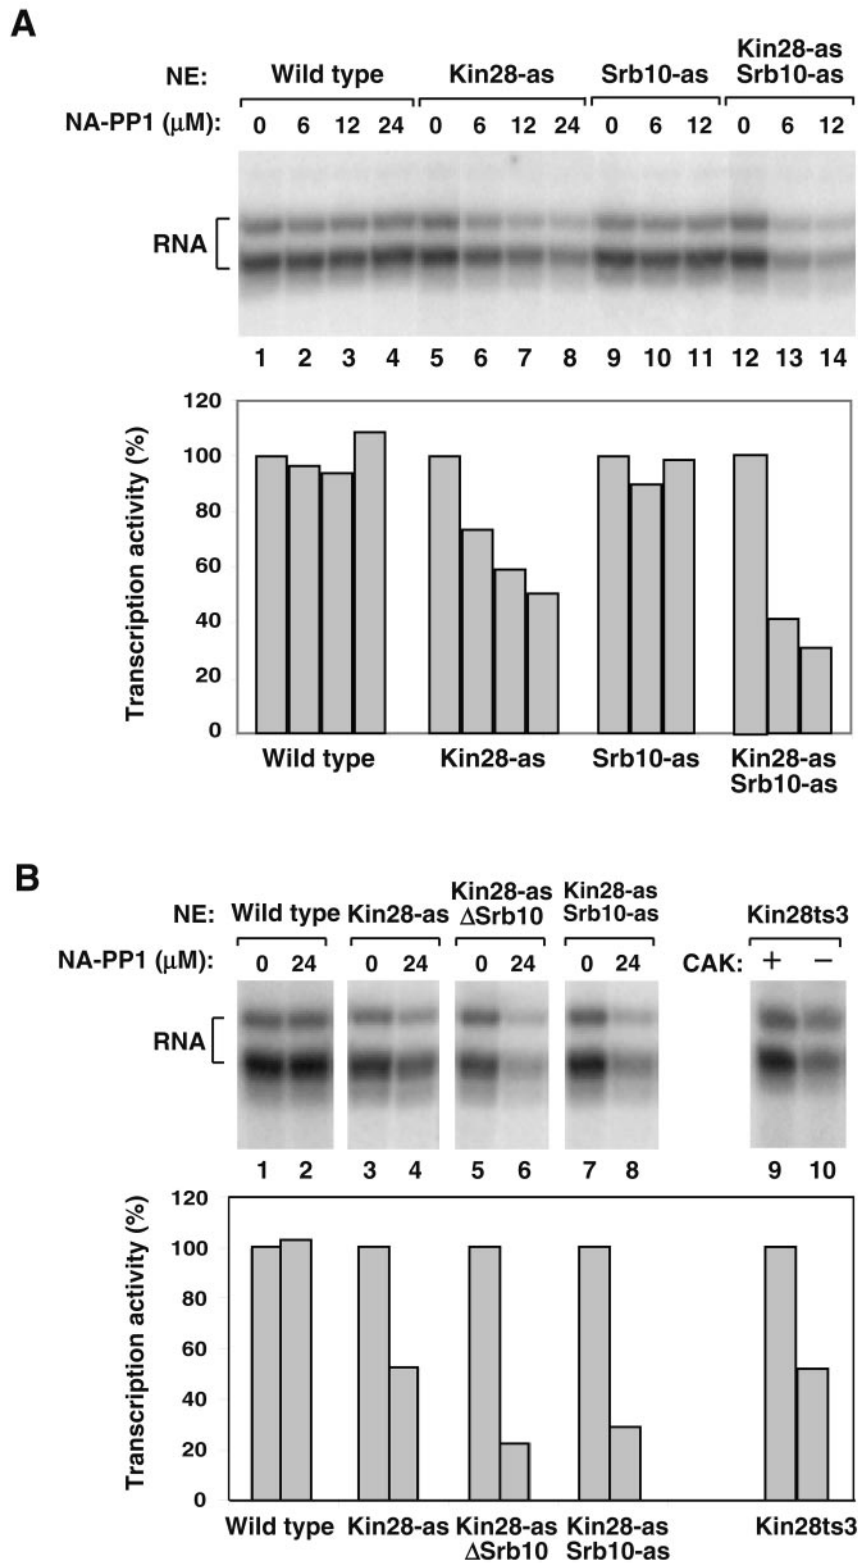 A
Kin28-as
NE: Wild type Kin28-as Srb10-as Srb10-as
NA-PP1 (μM): 0 6 12 24 0 6 12 24 0 6 12 0 6 12
RNA
1 2 3 4 5 6 7 8 9 10 11 12 13 14
Transcription activity (%)
120
100
80
60
40
20
0
Wild type Kin28-as Srb10-as Kin28-as
Srb10-as
B
Kin28-as Kin28-as
NE: Wild type Kin28-as ΔSrb10 Srb10-as Kin28ts3
NA-PP1 (μM): 0 24 0 24 0 24 0 24 CAK: + −
RNA
1 2 3 4 5 6 7 8 9 10
Transcription activity (%)
120
100
80
60
40
20
0
Wild type Kin28-as Kin28-as Kin28-as Kin28ts3
ΔSrb10 Srb10-as